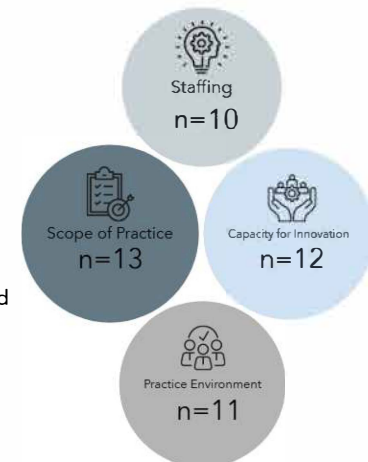 Staffing
n=10
Scope of Practice
n=13
Capacity for Innovation
n=12
d
Practice Environment
n=11